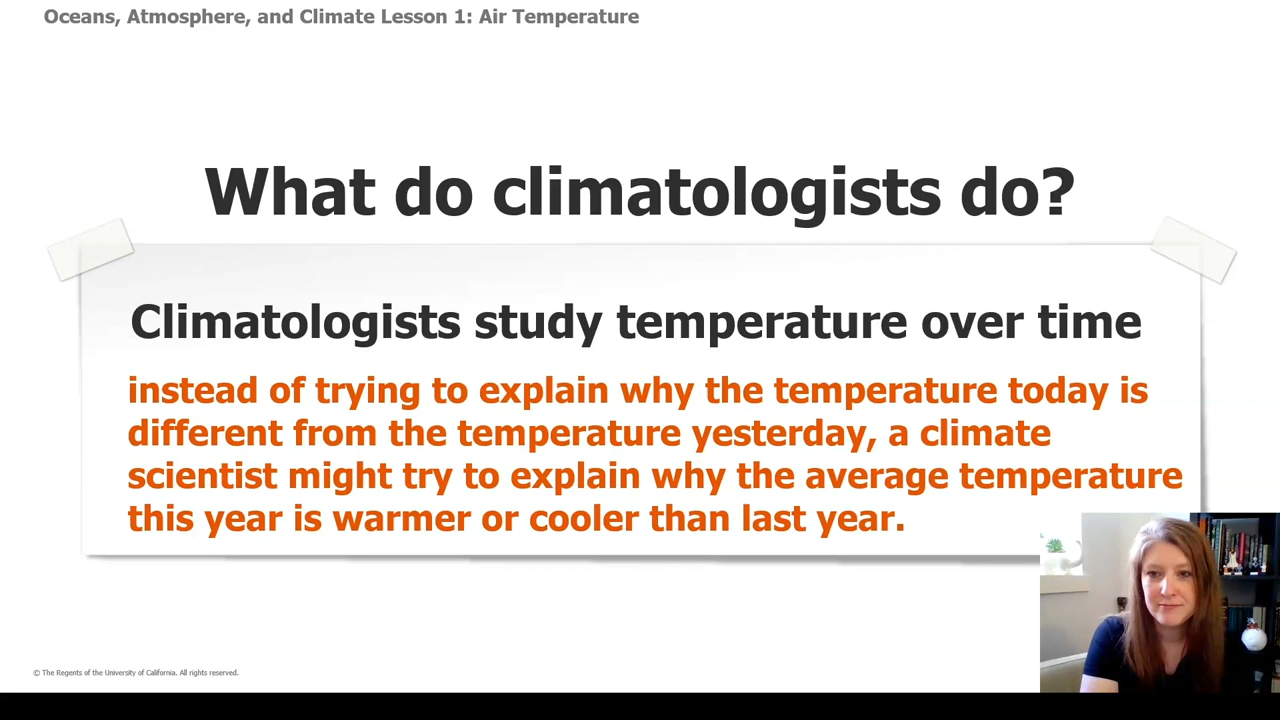 Oceans, Atmosphere, and Climate Lesson 1: Air Temperature
What do climatologists do?
Climatologists study temperature over time
instead of trying to explain why the temperature today is
different from the temperature yesterday, a climate
scientist might try to explain why the average temperature
this year is warmer or cooler than last year.
© The Regents of the University of California. All rights reserved.